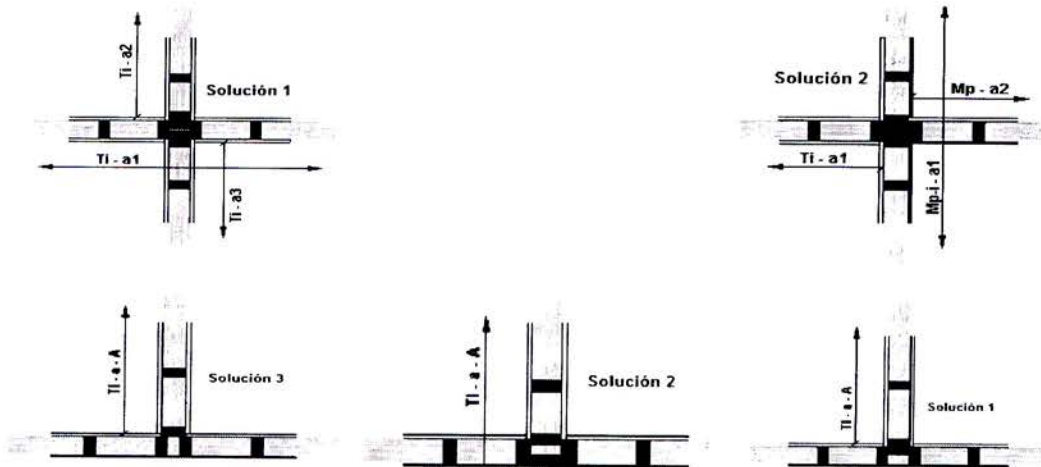 Ti - a2
Solución 1
Ti - a1
Ti - a3
Solución 2
Mp - a2
Ti - a1
Mp-i - a1
TI - a - A
Solución 3
TI - a - A
Solución 2
TI - a - A
Solución 1